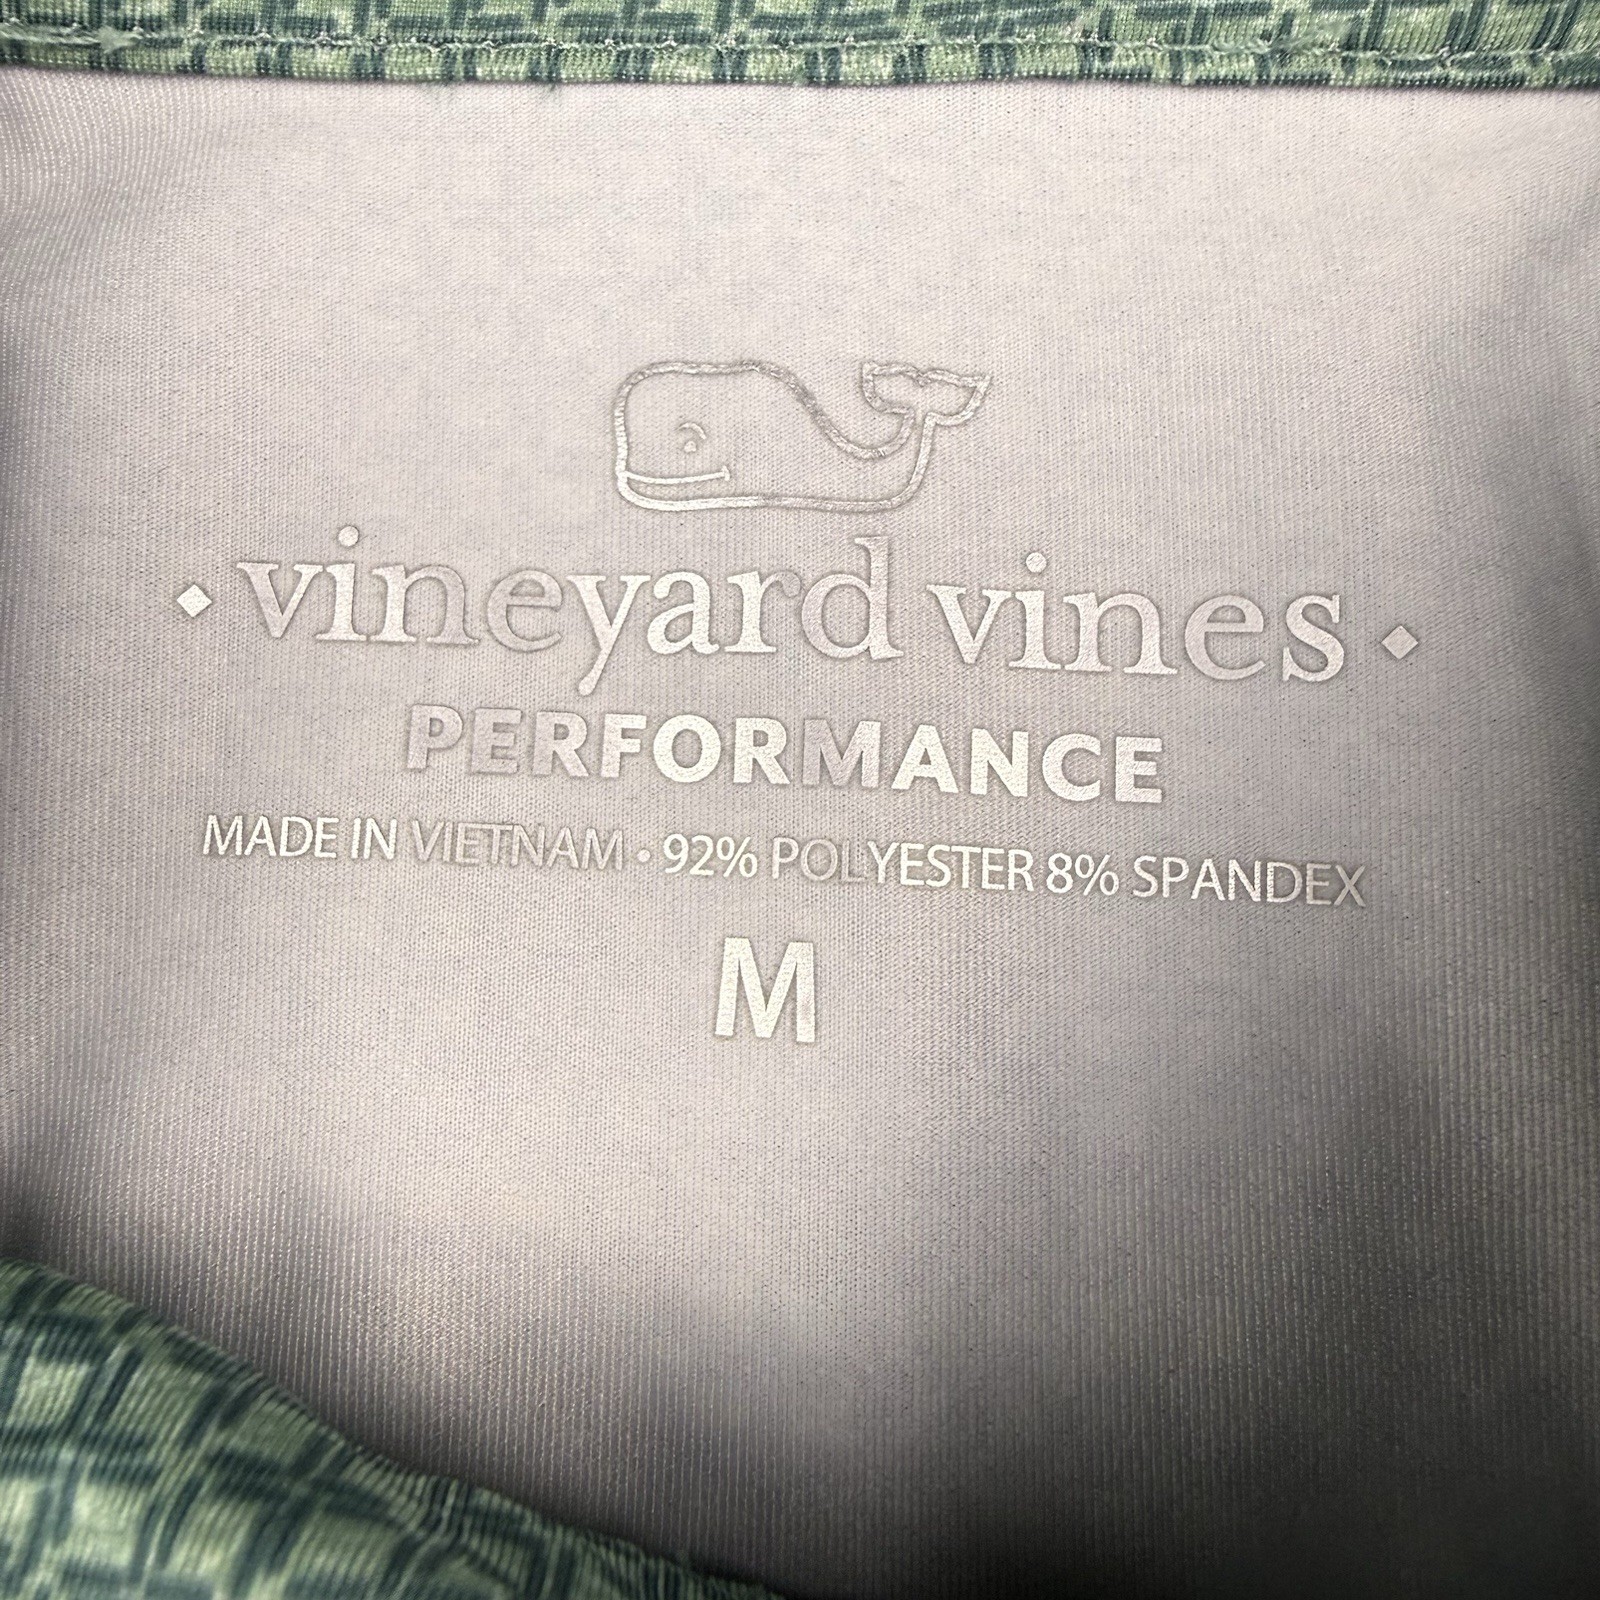 vineyard vines
PERFORMANCE
MADE IN VIETNAM • 92% POLYESTER 8% SPANDEX
M